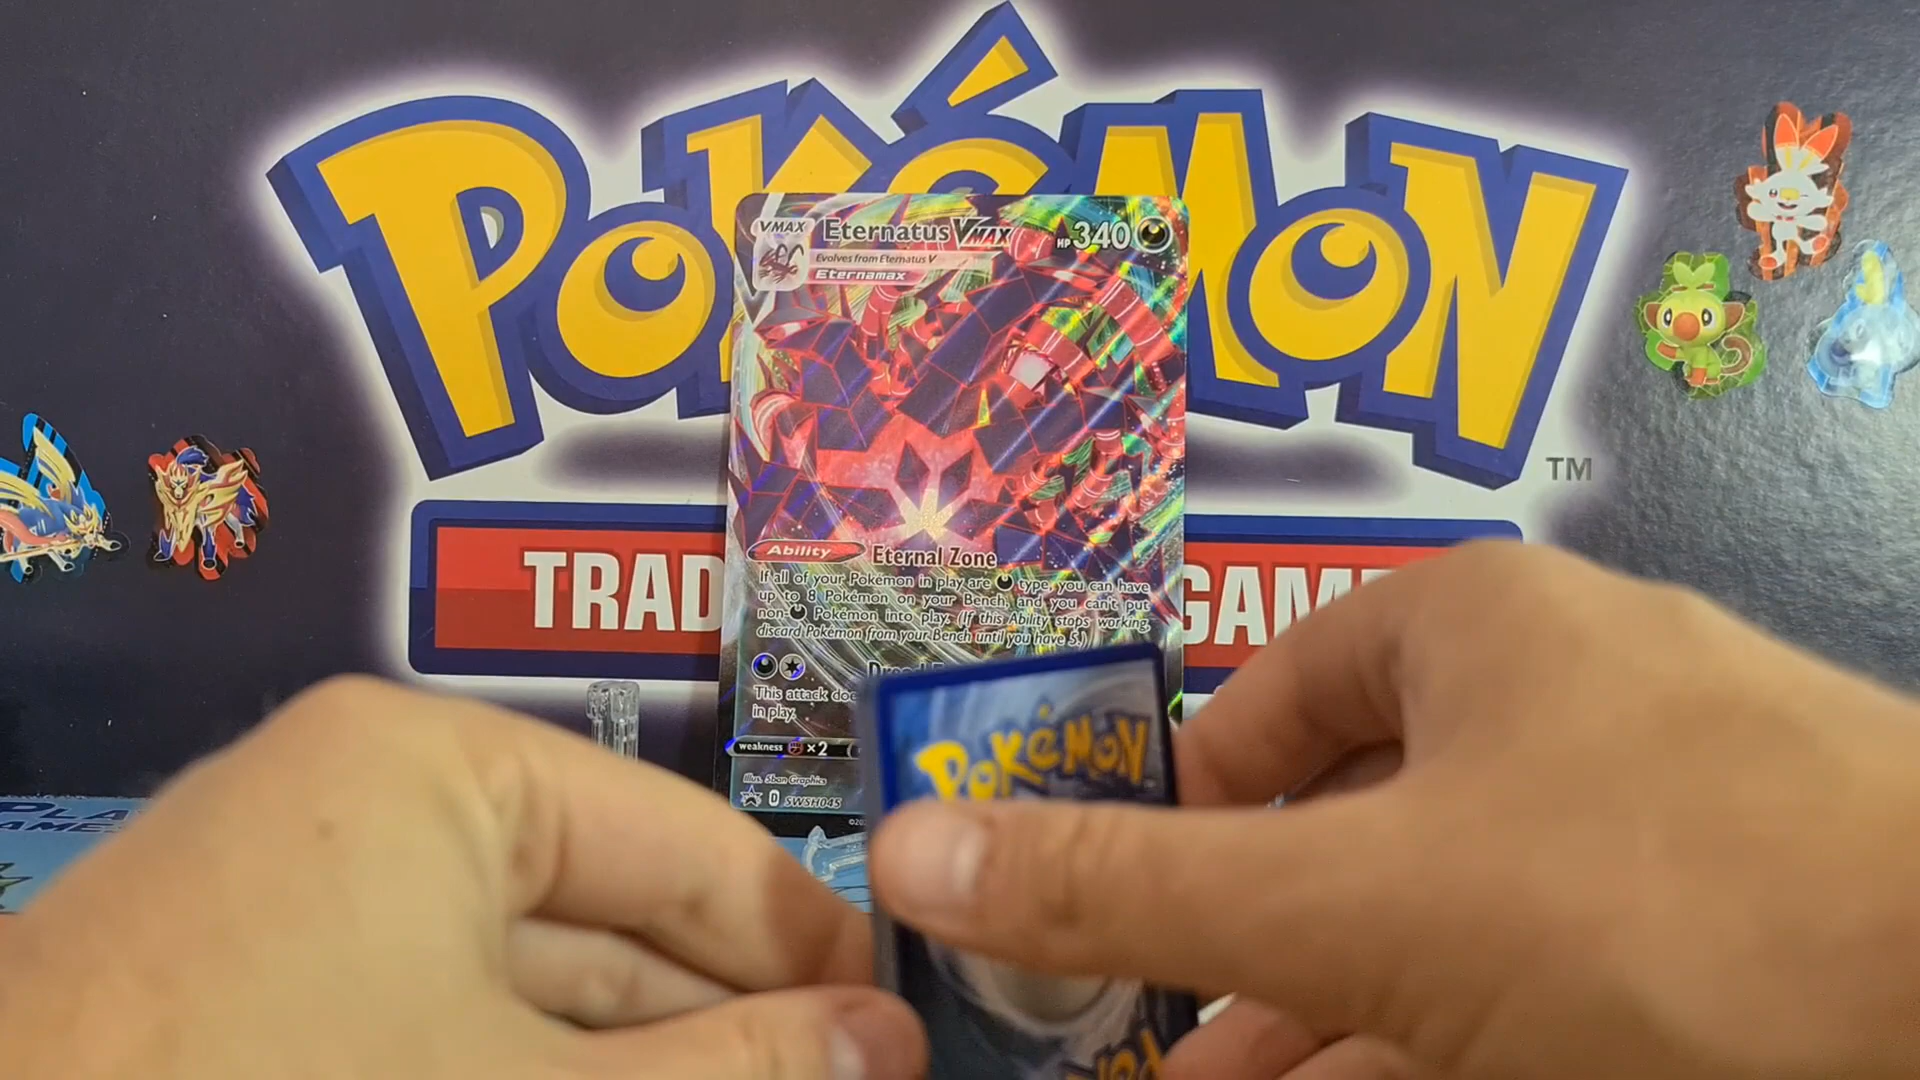 POKÉMON
TM
TRAD
GAM
VMAX
Eternatus VMAX
HP 340
Evolves from Eternatus V
Eternamax
Ability Eternal Zone
If all of your Pokémon in play are type, you can have
up to 8 Pokémon on your Bench, and you can't put
non- Pokémon into play. (If this Ability stops working,
discard Pokémon from your Bench until you have 5.)
This attack doe
in play.
weakness ×2
Illus. 5ban Graphics
D SWSH045
POKÉMON
PLA
AME